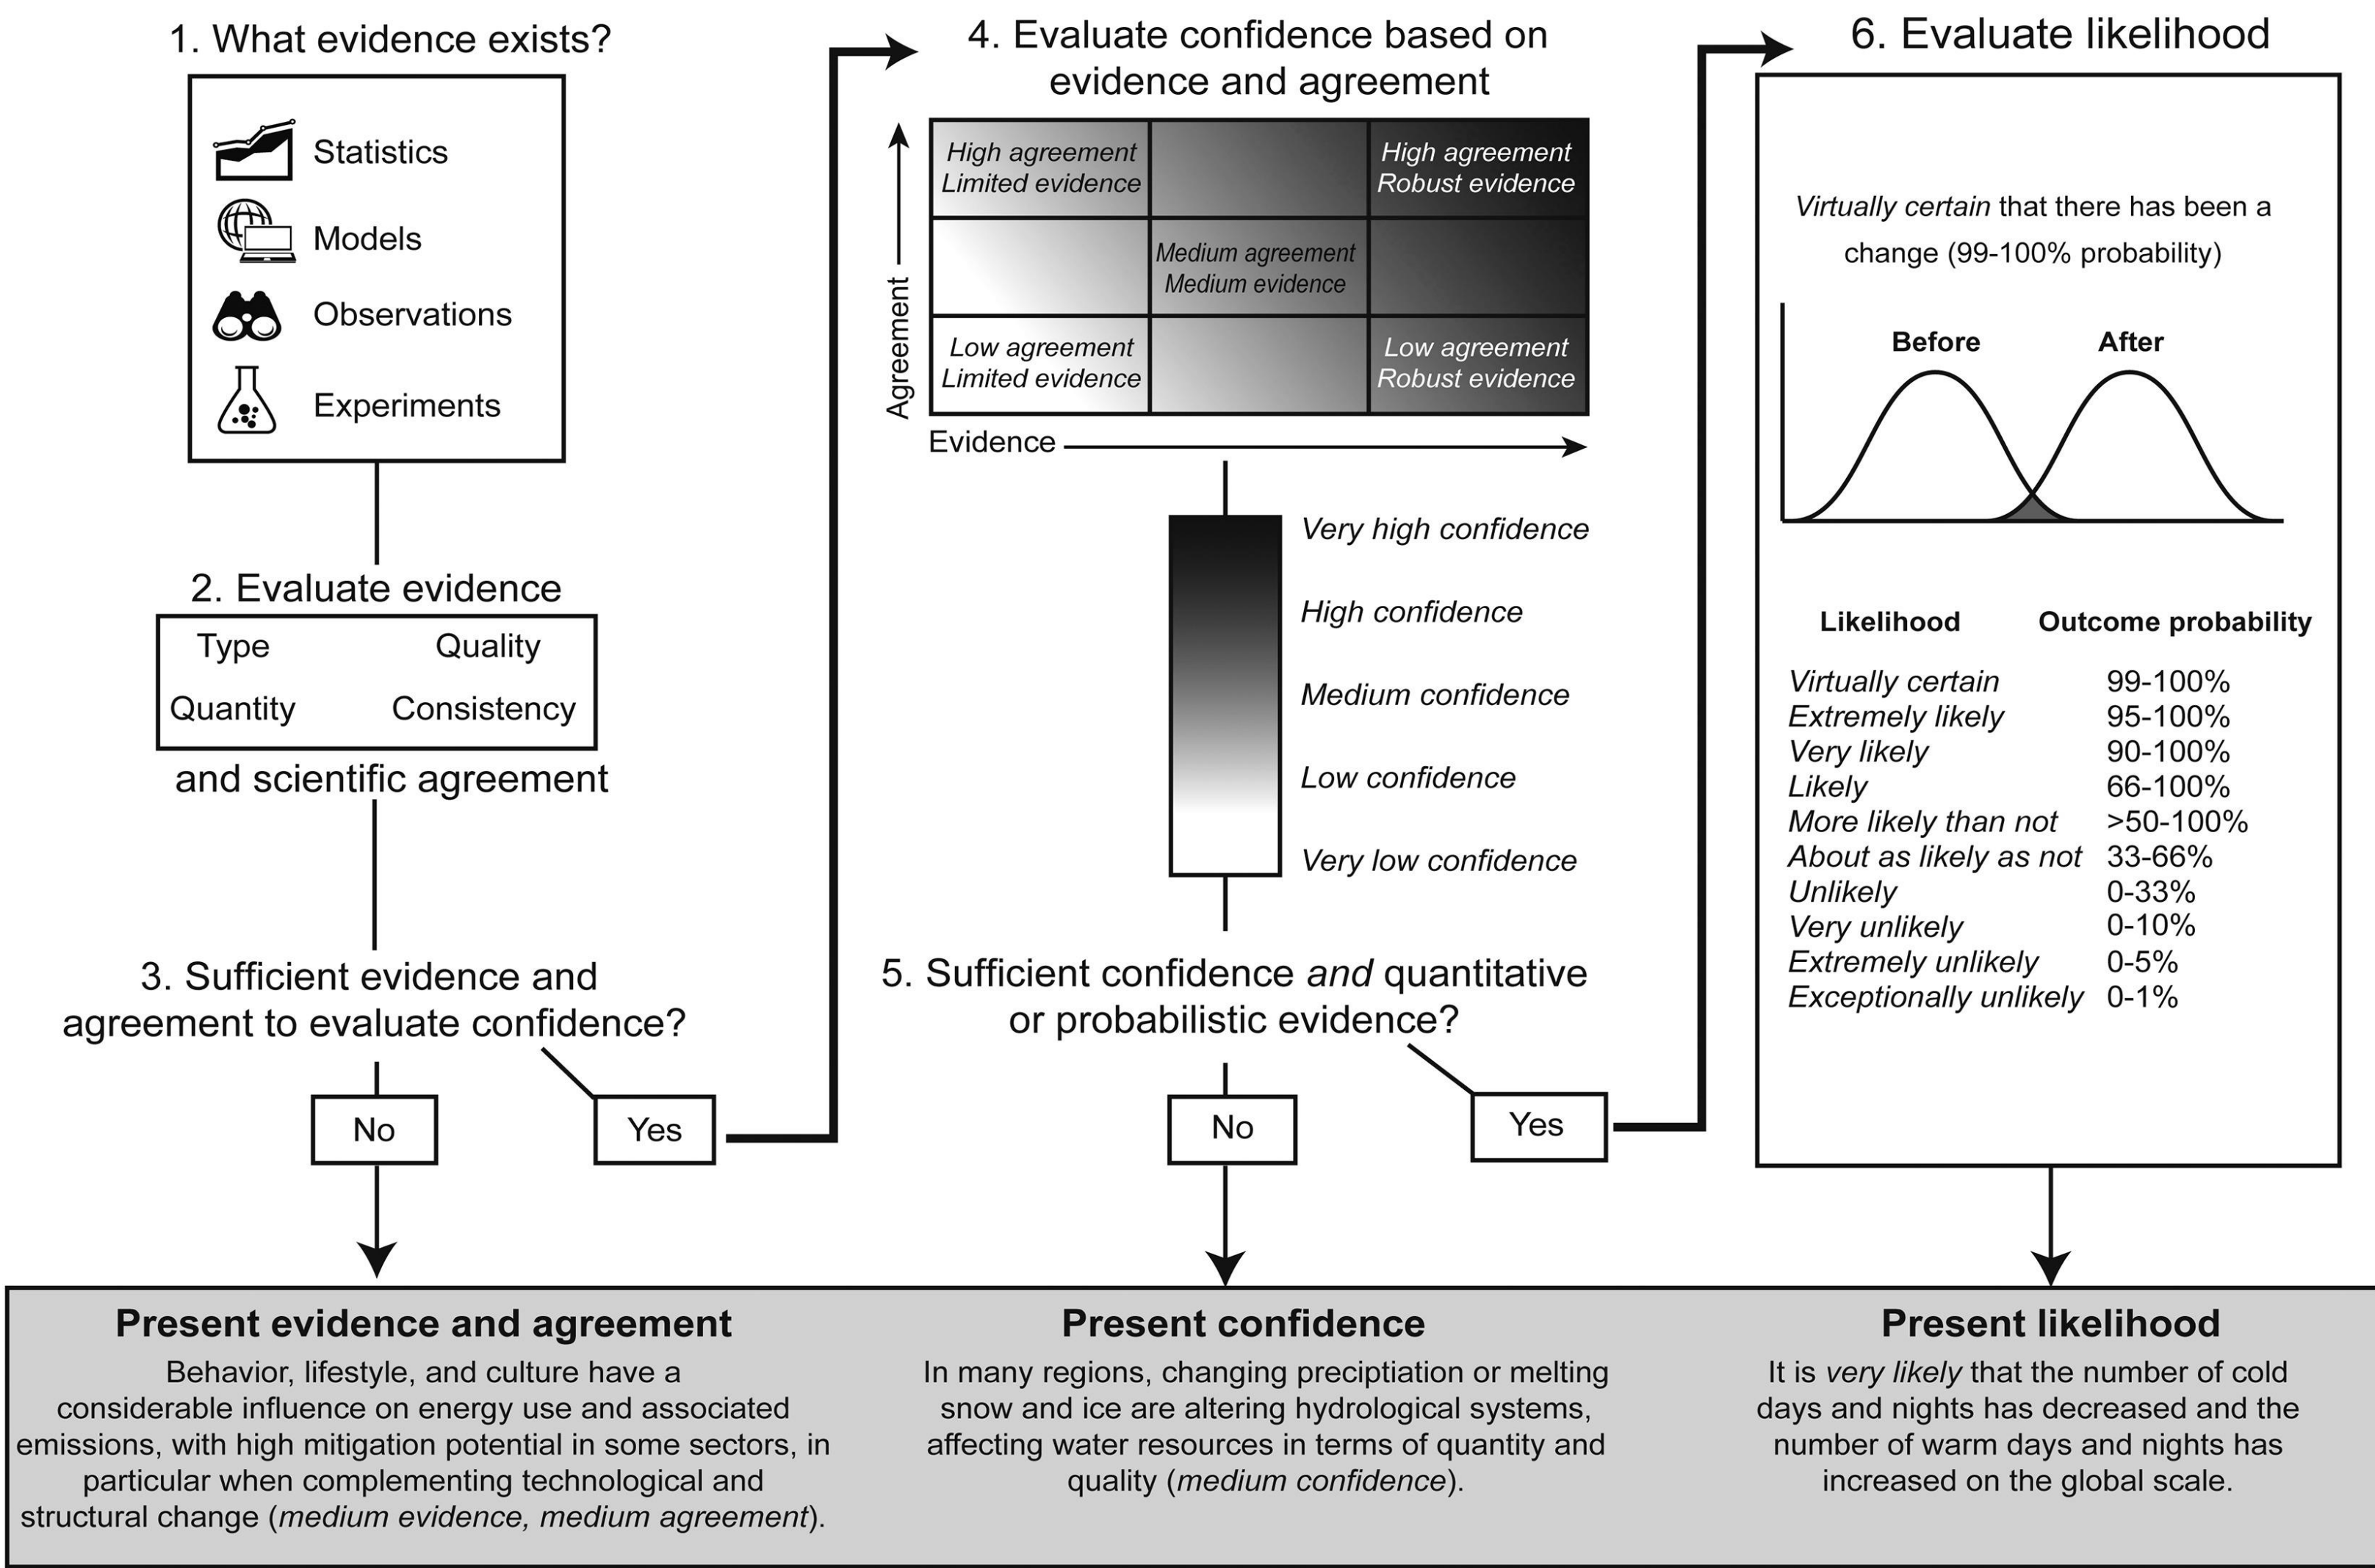 1. What evidence exists?
Statistics
Models
Observations
Experiments
2. Evaluate evidence
Type Quality
Quantity Consistency
and scientific agreement
3. Sufficient evidence and
agreement to evaluate confidence?
No
Yes
4. Evaluate confidence based on
evidence and agreement
Agreement
High agreement
Limited evidence
High agreement
Robust evidence
Medium agreement
Medium evidence
Low agreement
Limited evidence
Low agreement
Robust evidence
Evidence
Very high confidence
High confidence
Medium confidence
Low confidence
Very low confidence
5. Sufficient confidence and quantitative
or probabilistic evidence?
No
Yes
6. Evaluate likelihood
Virtually certain that there has been a
change (99-100% probability)
Before After
Likelihood Outcome probability
Virtually certain 99-100%
Extremely likely 95-100%
Very likely 90-100%
Likely 66-100%
More likely than not >50-100%
About as likely as not 33-66%
Unlikely 0-33%
Very unlikely 0-10%
Extremely unlikely 0-5%
Exceptionally unlikely 0-1%
Present evidence and agreement
Behavior, lifestyle, and culture have a
considerable influence on energy use and associated
emissions, with high mitigation potential in some sectors, in
particular when complementing technological and
structural change (medium evidence, medium agreement).
Present confidence
In many regions, changing preciptiation or melting
snow and ice are altering hydrological systems,
affecting water resources in terms of quantity and
quality (medium confidence).
Present likelihood
It is very likely that the number of cold
days and nights has decreased and the
number of warm days and nights has
increased on the global scale.